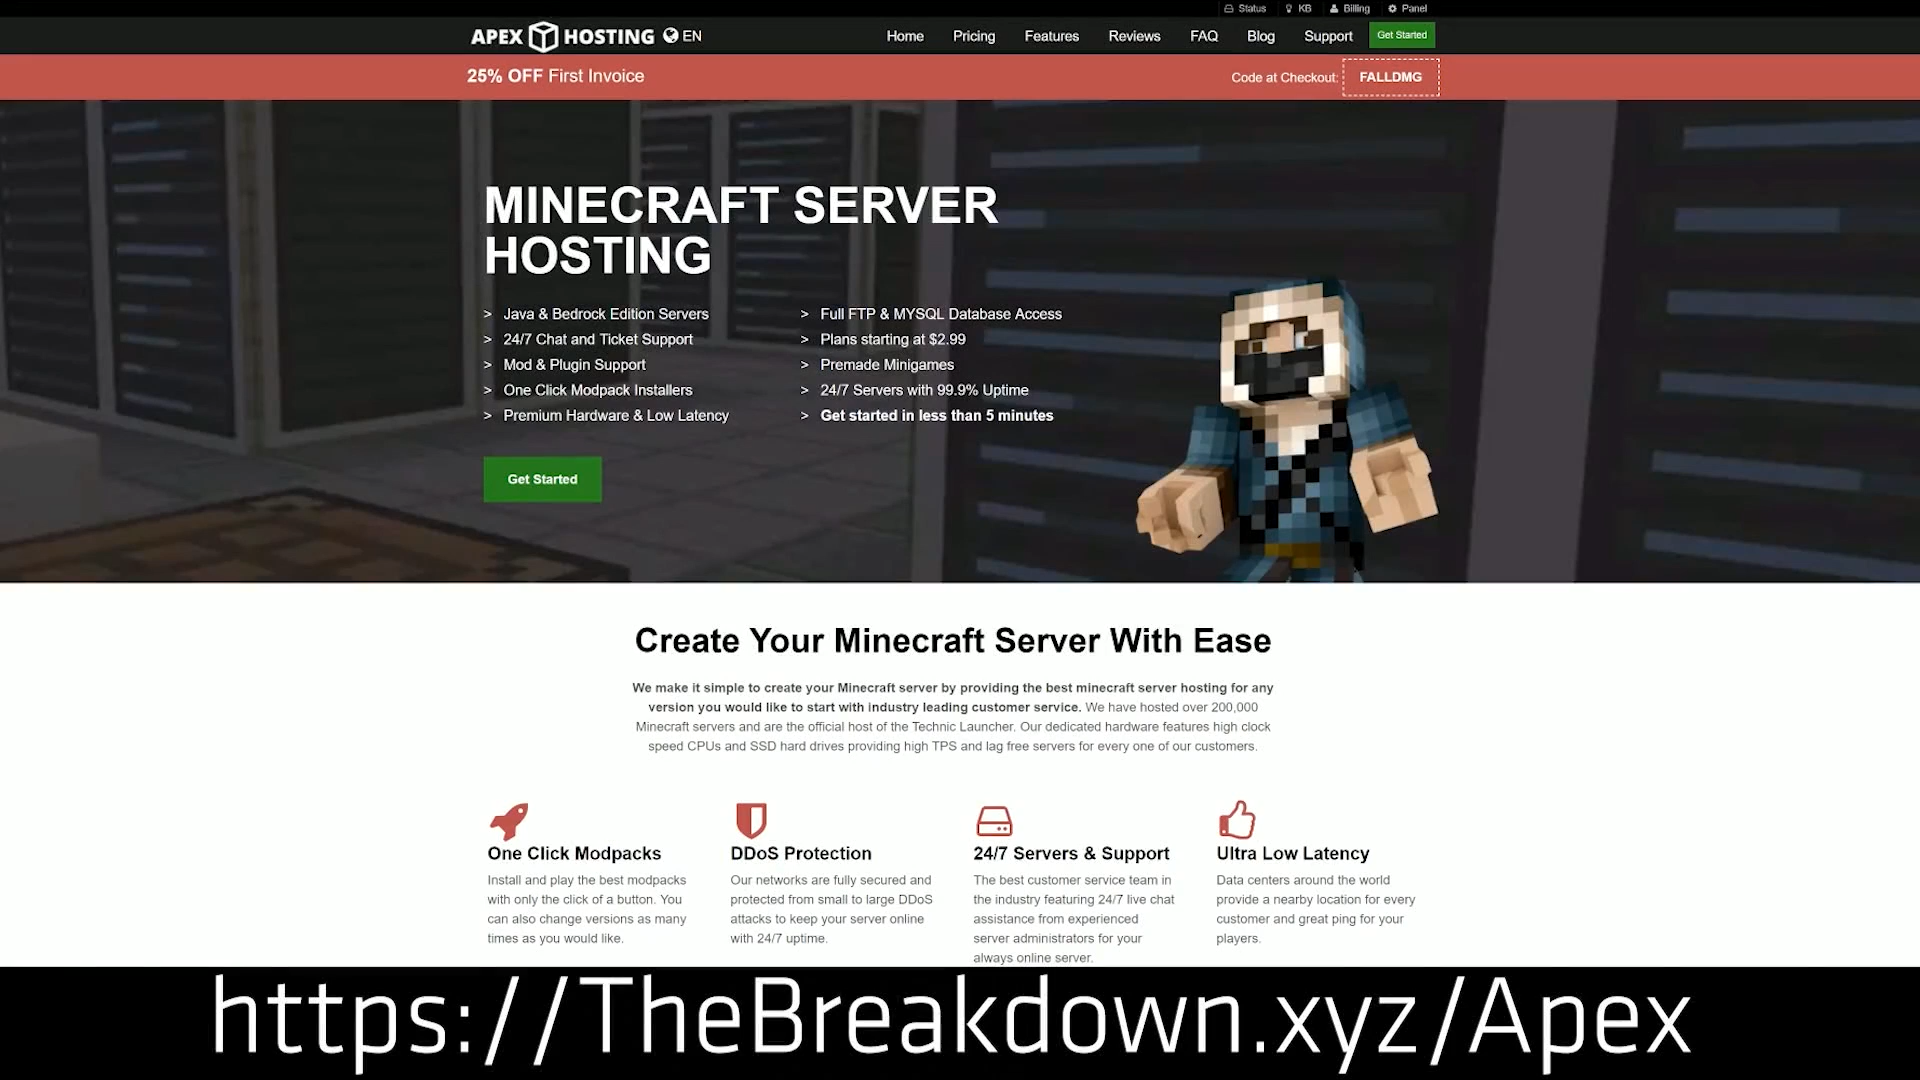 Status KB Billing Panel
APEX HOSTING EN Home Pricing Features Reviews FAQ Blog Support Get Started
25% OFF First Invoice Code at Checkout: FALLDMG
MINECRAFT SERVER
HOSTING
> Java & Bedrock Edition Servers
> 24/7 Chat and Ticket Support
> Mod & Plugin Support
> One Click Modpack Installers
> Premium Hardware & Low Latency
> Full FTP & MYSQL Database Access
> Plans starting at $2.99
> Premade Minigames
> 24/7 Servers with 99.9% Uptime
> Get started in less than 5 minutes
Get Started
Create Your Minecraft Server With Ease
We make it simple to create your Minecraft server by providing the best minecraft server hosting for any
version you would like to start with industry leading customer service. We have hosted over 200,000
Minecraft servers and are the official host of the Technic Launcher. Our dedicated hardware features high clock
speed CPUs and SSD hard drives providing high TPS and lag free servers for every one of our customers.
One Click Modpacks
Install and play the best modpacks
with only the click of a button. You
can also change versions as many
times as you would like.
DDoS Protection
Our networks are fully secured and
protected from small to large DDoS
attacks to keep your server online
with 24/7 uptime.
24/7 Servers & Support
The best customer service team in
the industry featuring 24/7 live chat
assistance from experienced
server administrators for your
always online server.
Ultra Low Latency
Data centers around the world
provide a nearby location for every
customer and great ping for your
players.
https://TheBreakdown.xyz/Apex